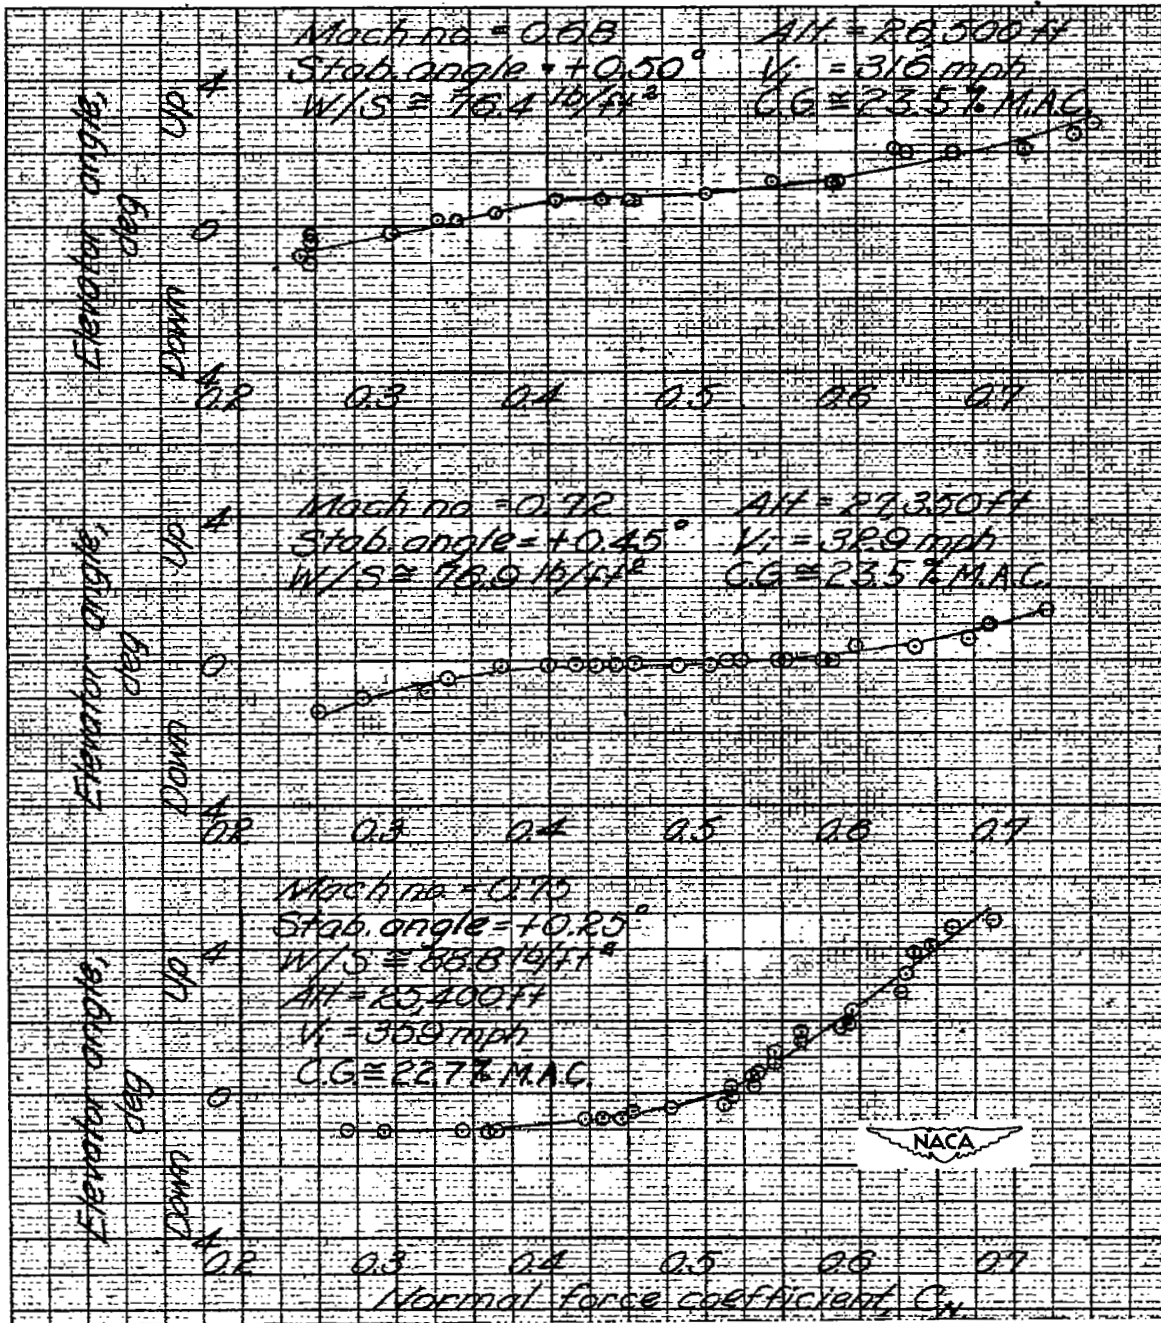 Mach no. = 0.68 Alt. = 26,500 ft
Stab. angle = +0.50° Vi = 316 mph
W/S ≅ 76.4 lb/ft² C.G ≅ 23.5 % M.A.C.
Elevator angle,
deg
Down Up
4
0
4
0.2 0.3 0.4 0.5 0.6 0.7
Mach no = 0.72 Alt = 27,350 ft
Stab. angle = +0.45° Vi = 329 mph
W/S ≅ 76.9 lb/ft² C.G ≅ 23.5 % M.A.C.
Elevator angle,
deg
Down Up
4
0
4
0.2 0.3 0.4 0.5 0.6 0.7
Mach no = 0.75
Stab. angle = +0.25°
W/S ≅ 88.8 lb/ft²
Alt = 25,400 ft
Vi = 359 mph
C.G. ≅ 22.7 % M.A.C.
Elevator angle,
deg
Down Up
4
0
4
NACA
0.2 0.3 0.4 0.5 0.6 0.7
Normal force coefficient, CN